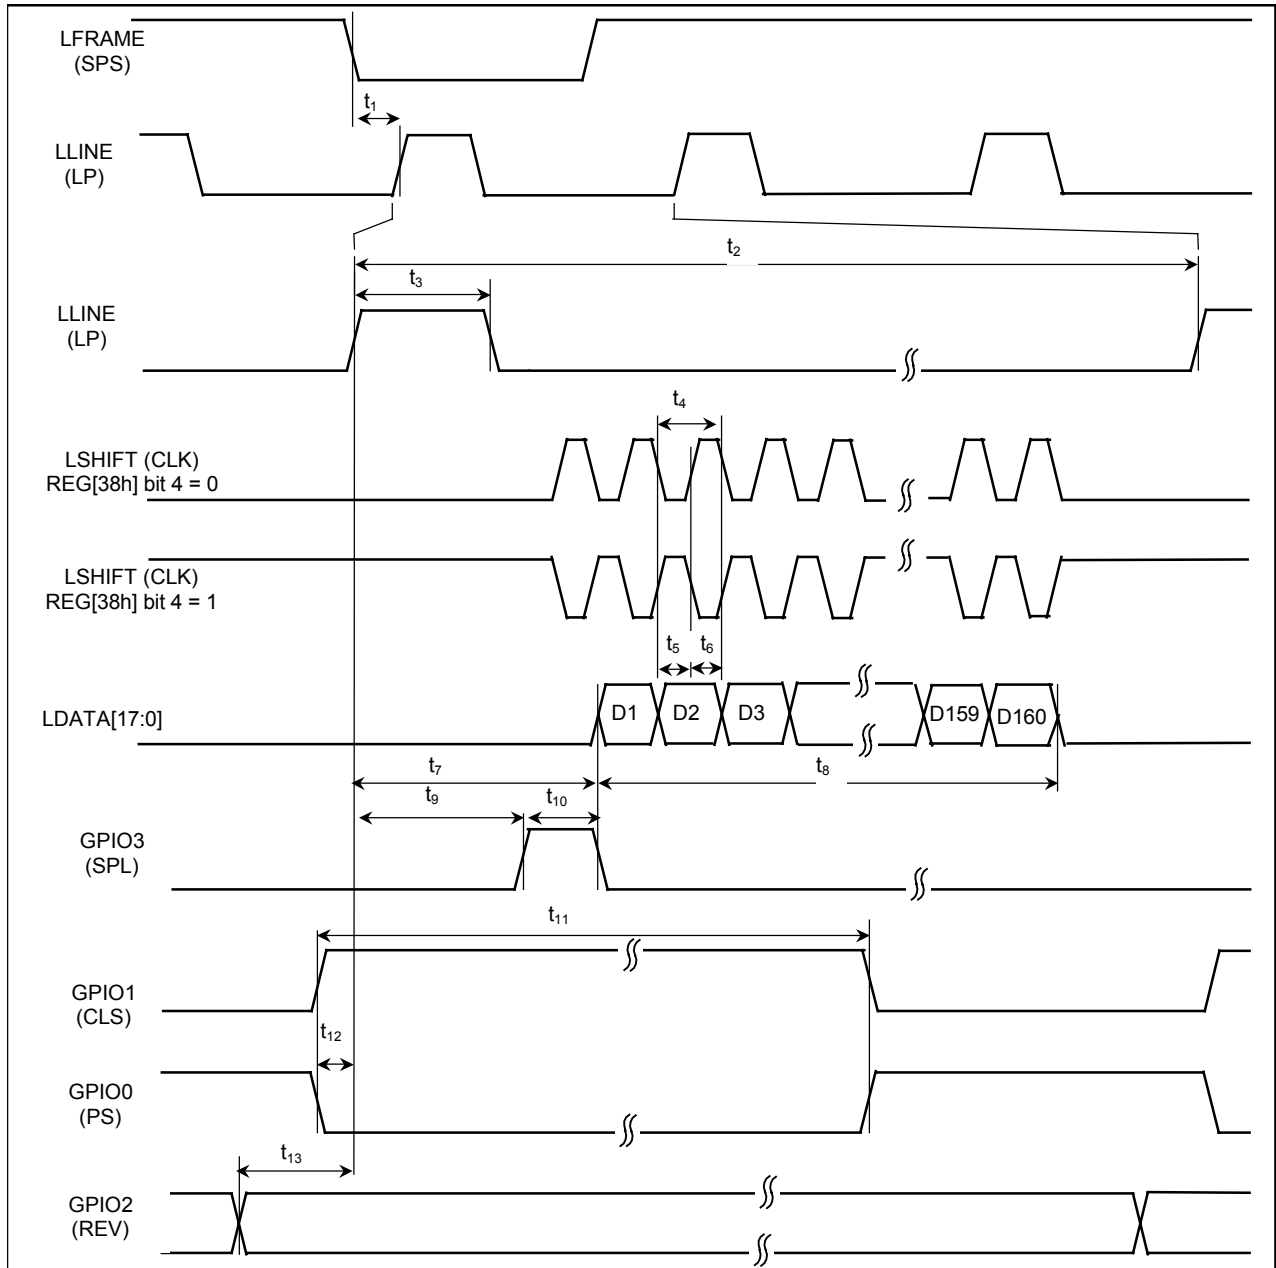 LFRAME
(SPS)
t1
LLINE
(LP)
t2
t3
LLINE
(LP)
t4
LSHIFT (CLK)
REG[38h] bit 4 = 0
LSHIFT (CLK)
REG[38h] bit 4 = 1
t5 t6
LDATA[17:0]
D1 D2 D3 D159 D160
t7 t8
t9 t10
GPIO3
(SPL)
t11
GPIO1
(CLS)
t12
GPIO0
(PS)
t13
GPIO2
(REV)